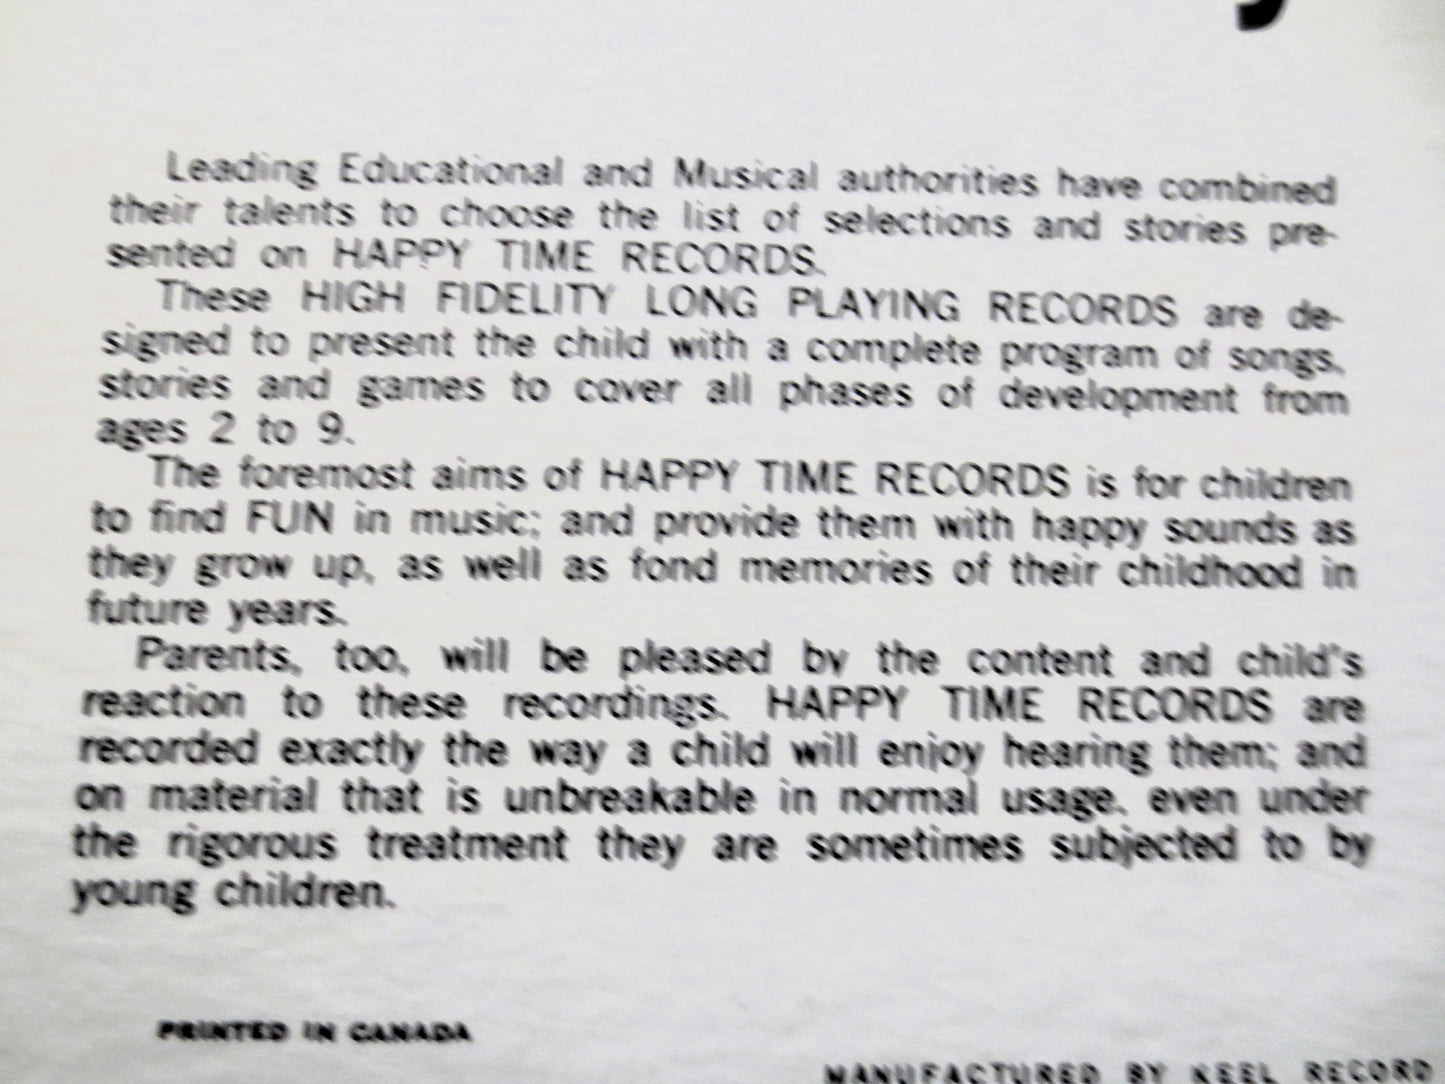 Leading Educational and Musical authorities have combined
their talents to choose the list of selections and stories pre-
sented on HAPPY TIME RECORDS.
These HIGH FIDELITY LONG PLAYING RECORDS are de-
signed to present the child with a complete program of songs,
stories and games to cover all phases of development from
ages 2 to 9.
The foremost aims of HAPPY TIME RECORDS is for children
to find FUN in music; and provide them with happy sounds as
they grow up, as well as fond memories of their childhood in
future years.
Parents, too, will be pleased by the content and child's
reaction to these recordings. HAPPY TIME RECORDS are
recorded exactly the way a child will enjoy hearing them; and
on material that is unbreakable in normal usage, even under
the rigorous treatment they are sometimes subjected to by
young children.
PRINTED IN CANADA
MANUFACTURED BY KEEL RECORD